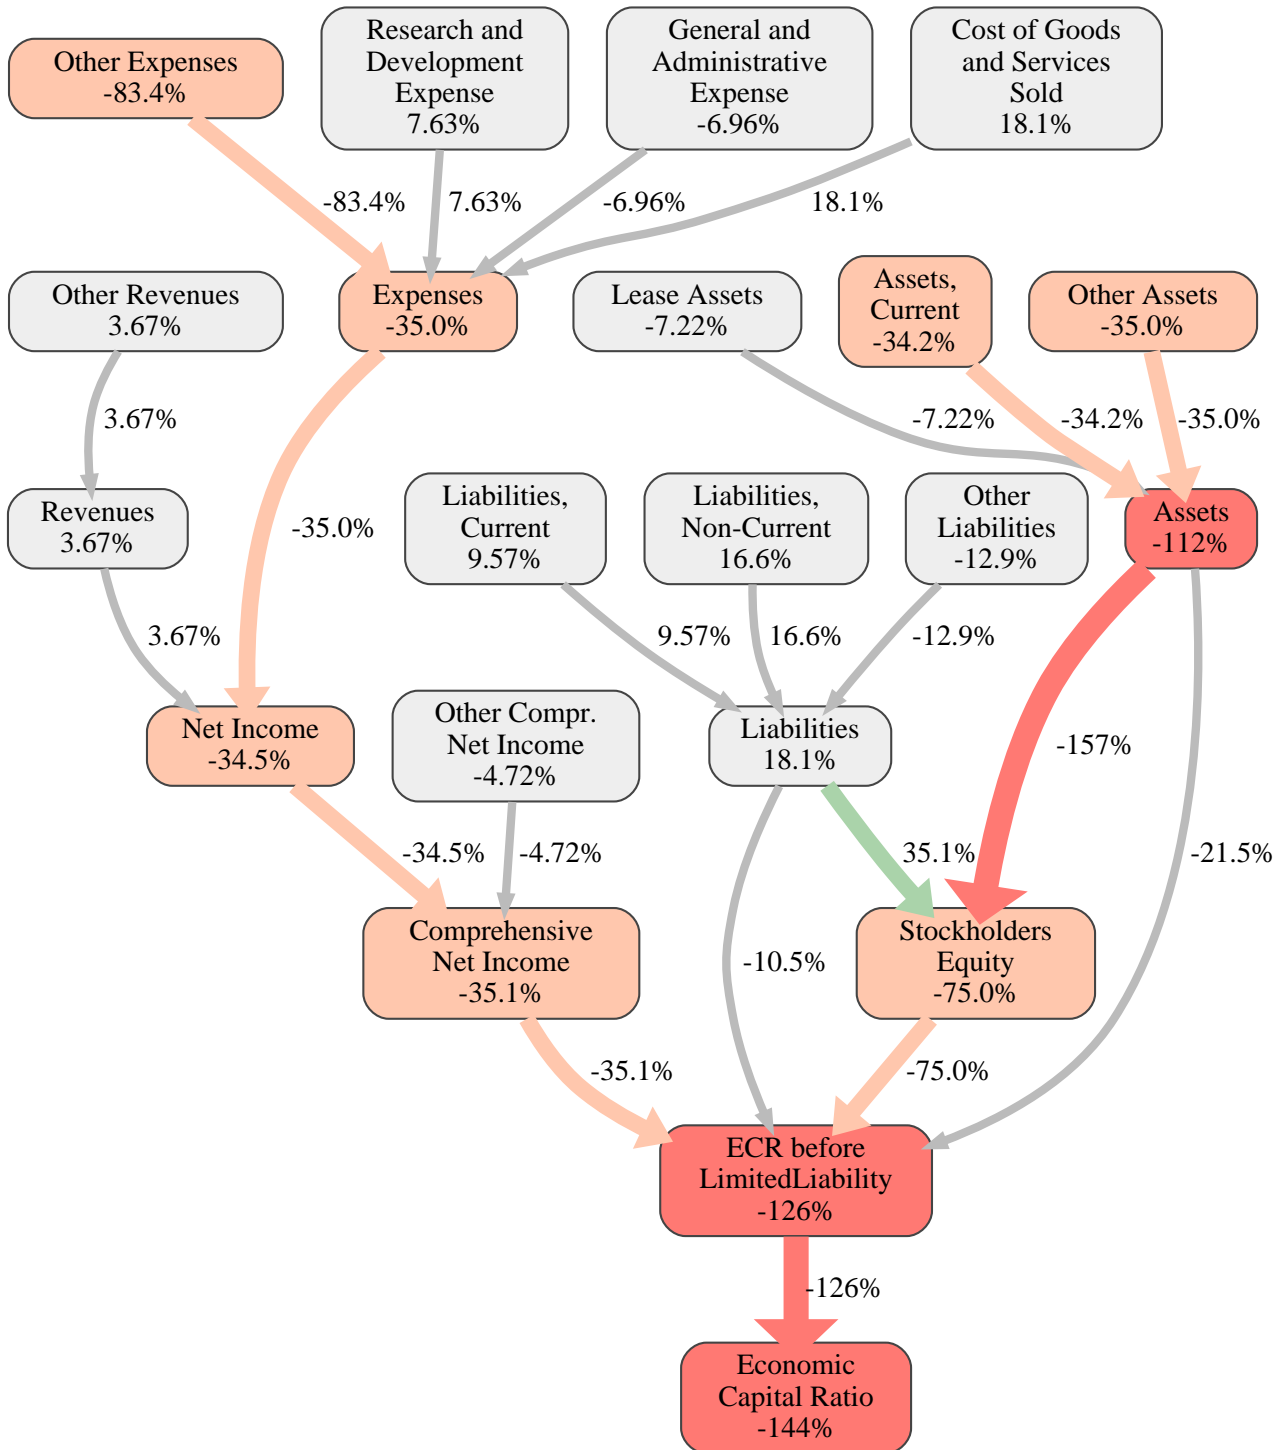 Other Expenses
-83.4%
Research and
Development
Expense
7.63%
General and
Administrative
Expense
-6.96%
Cost of Goods
and Services
Sold
18.1%
-83.4%
7.63%
-6.96%
18.1%
Other Revenues
3.67%
Expenses
-35.0%
Lease Assets
-7.22%
Assets,
Current
-34.2%
Other Assets
-35.0%
3.67%
-7.22%
-34.2%
-35.0%
Revenues
3.67%
-35.0%
Liabilities,
Current
9.57%
Liabilities,
Non-Current
16.6%
Other
Liabilities
-12.9%
Assets
-112%
3.67%
9.57%
16.6%
-12.9%
Net Income
-34.5%
Other Compr.
Net Income
-4.72%
Liabilities
18.1%
-157%
-34.5%
-4.72%
35.1%
-21.5%
Comprehensive
Net Income
-35.1%
-10.5%
Stockholders
Equity
-75.0%
-35.1%
-75.0%
ECR before
LimitedLiability
-126%
-126%
Economic
Capital Ratio
-144%